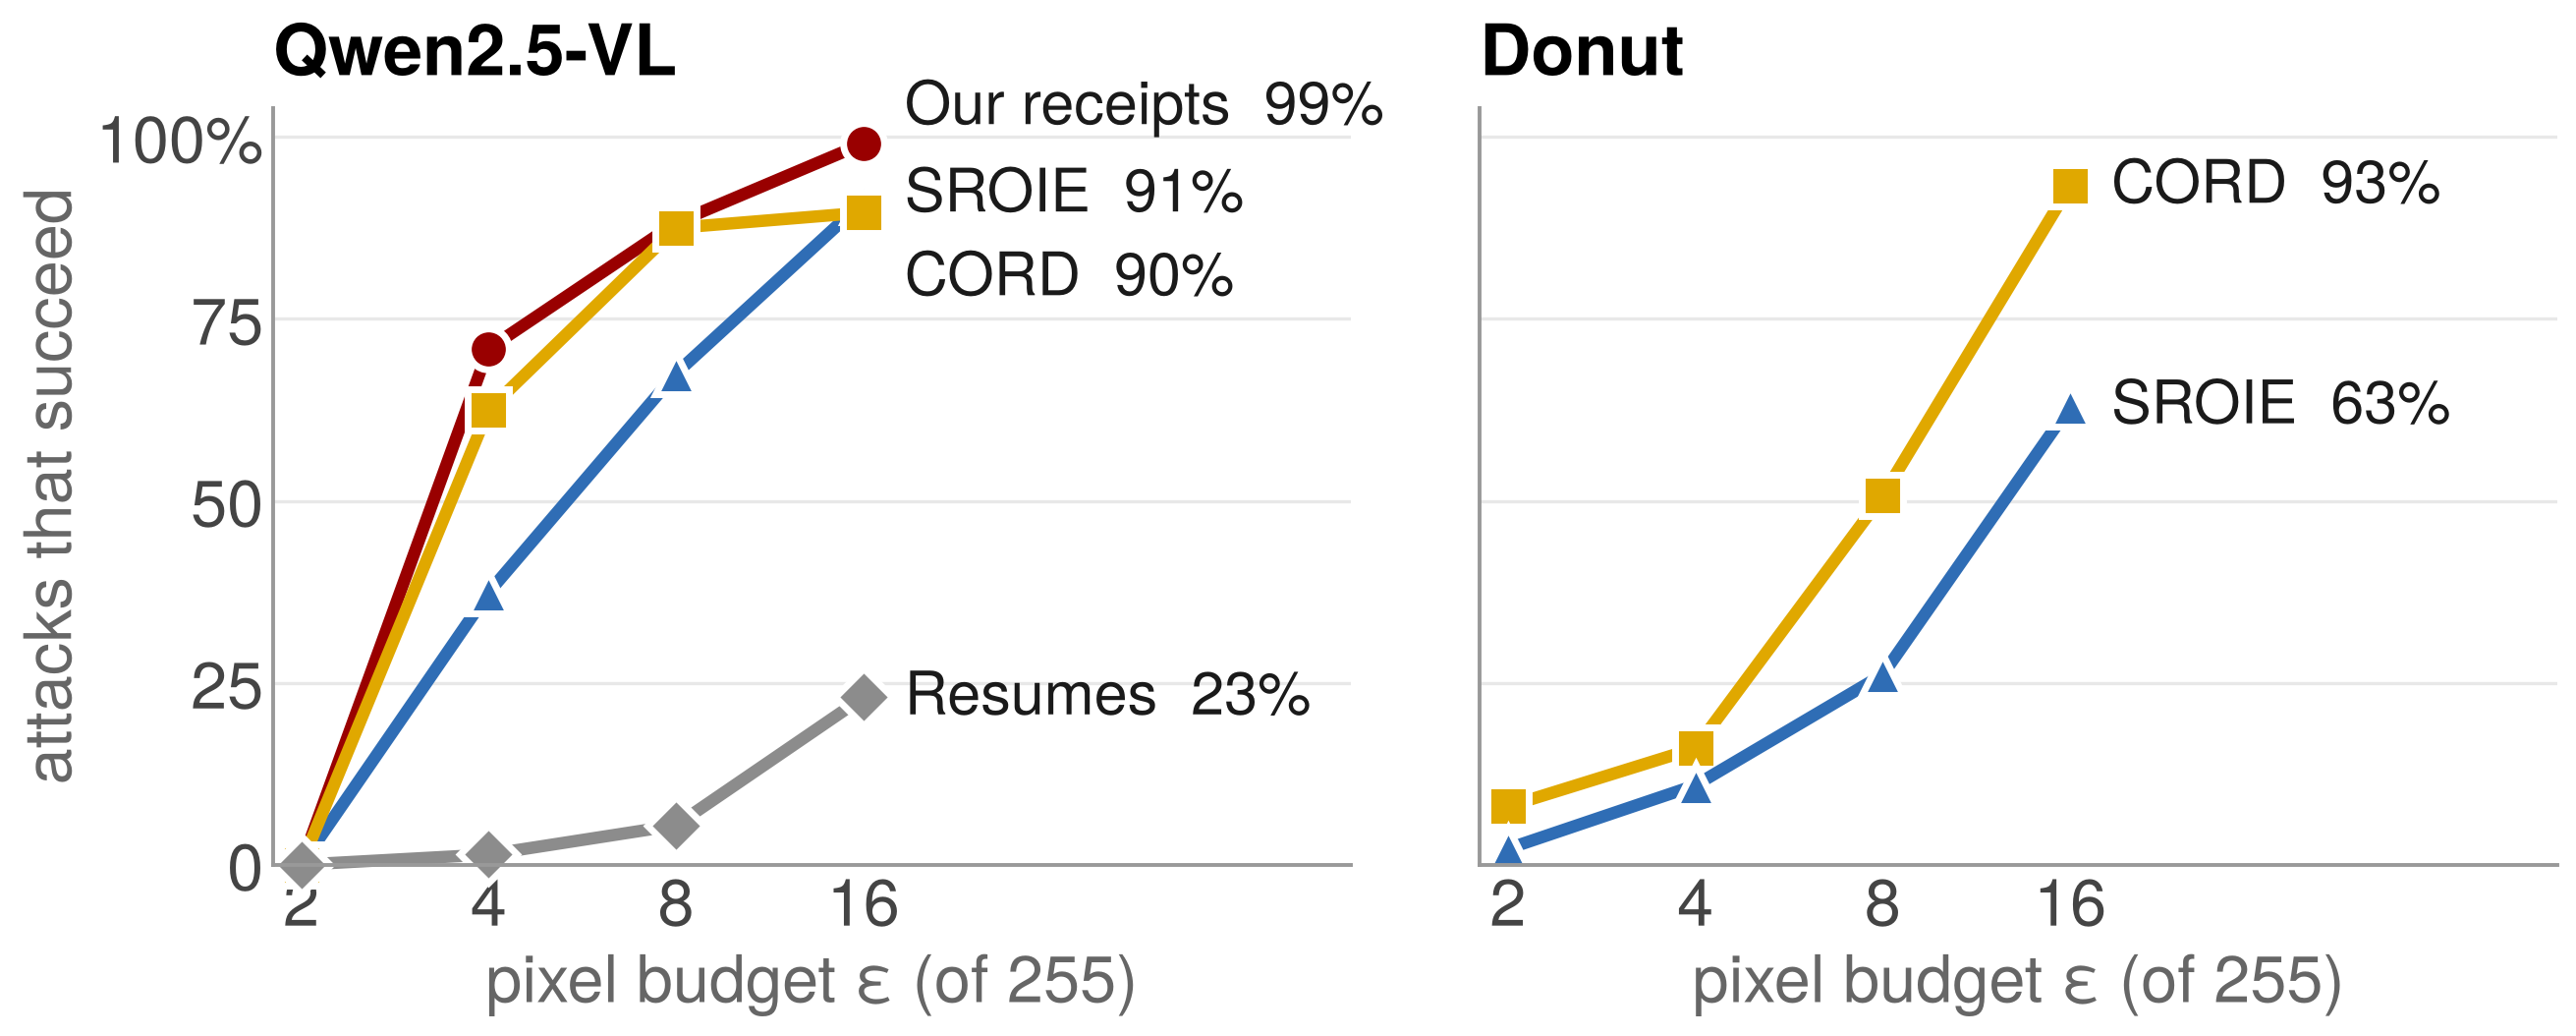 Qwen2.5-VL
attacks that succeed
100%
75
50
25
0
Our receipts 99%
SROIE 91%
CORD 90%
Resumes 23%
2 4 8 16
pixel budget ε (of 255)
Donut
CORD 93%
SROIE 63%
2 4 8 16
pixel budget ε (of 255)